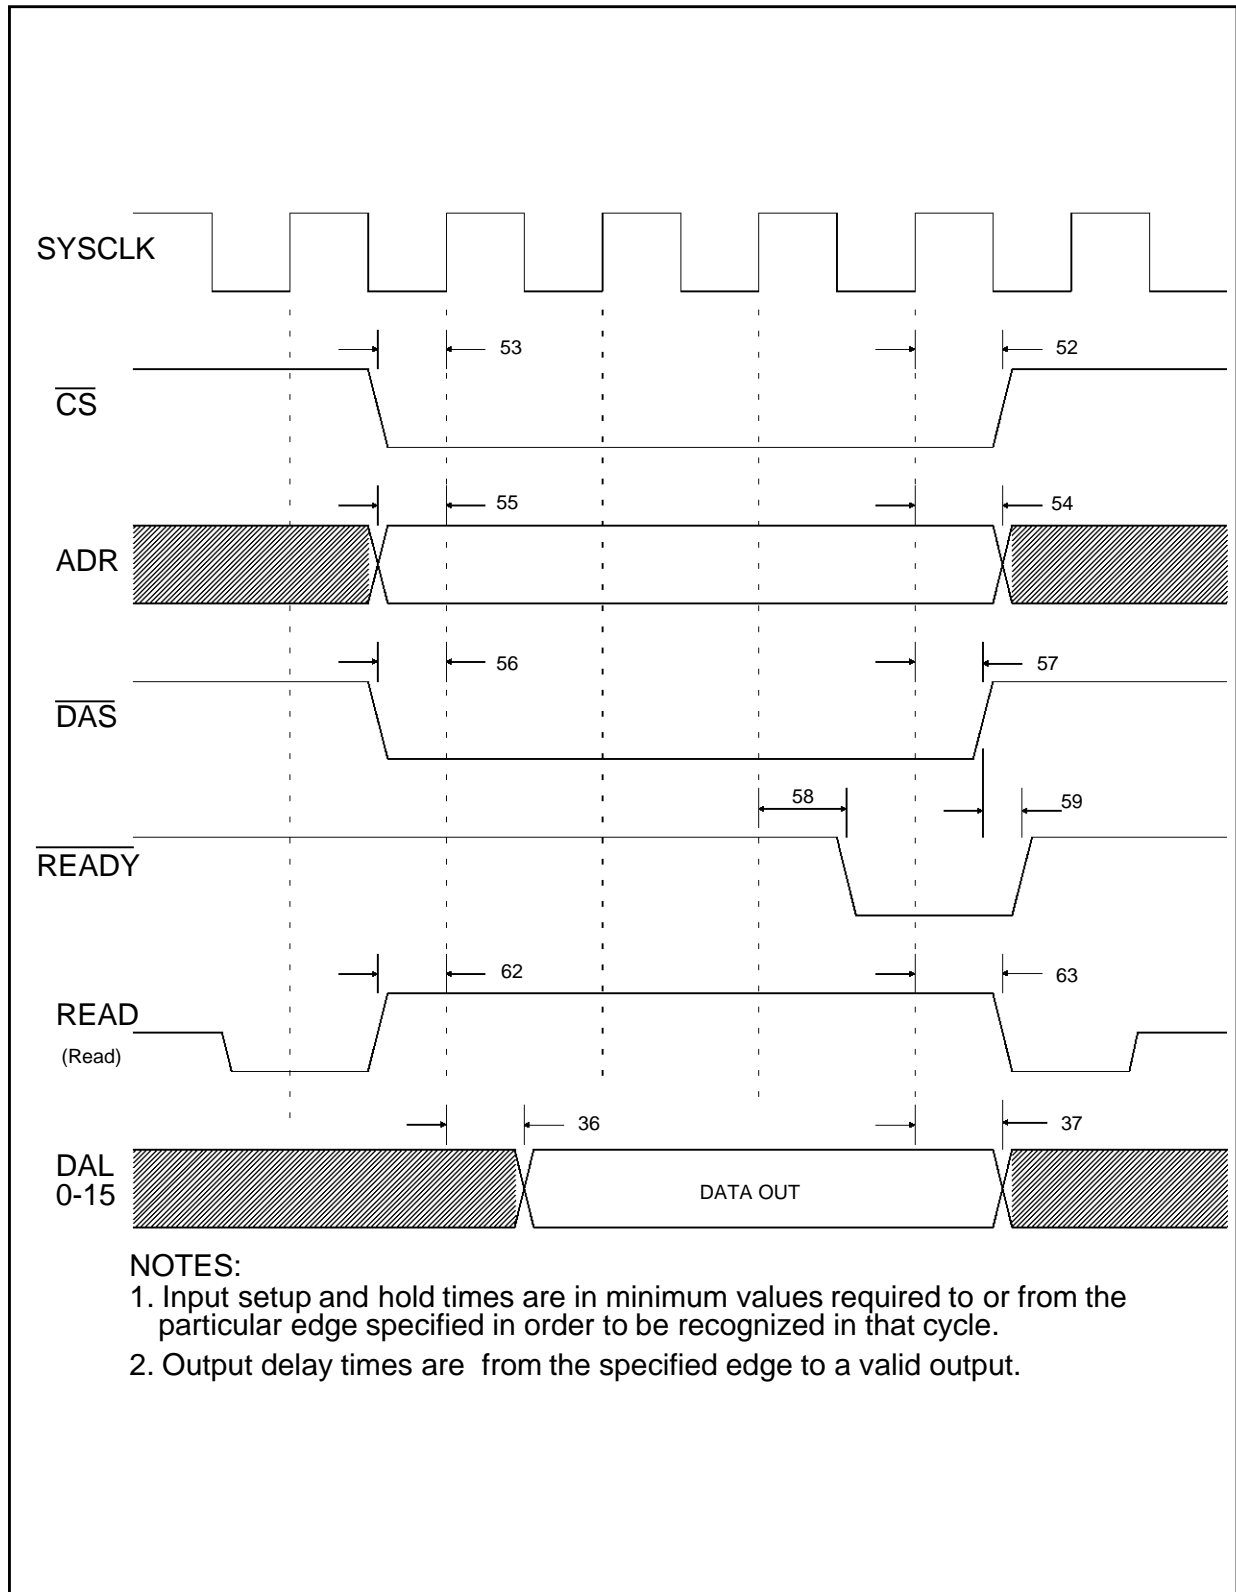 SYSCLK
53
52
CS
55
54
ADR
56
57
DAS
58
59
READY
62
63
READ
(Read)
36
37
DAL
0-15
DATA OUT
NOTES:
1. Input setup and hold times are in minimum values required to or from the
particular edge specified in order to be recognized in that cycle.
2. Output delay times are from the specified edge to a valid output.